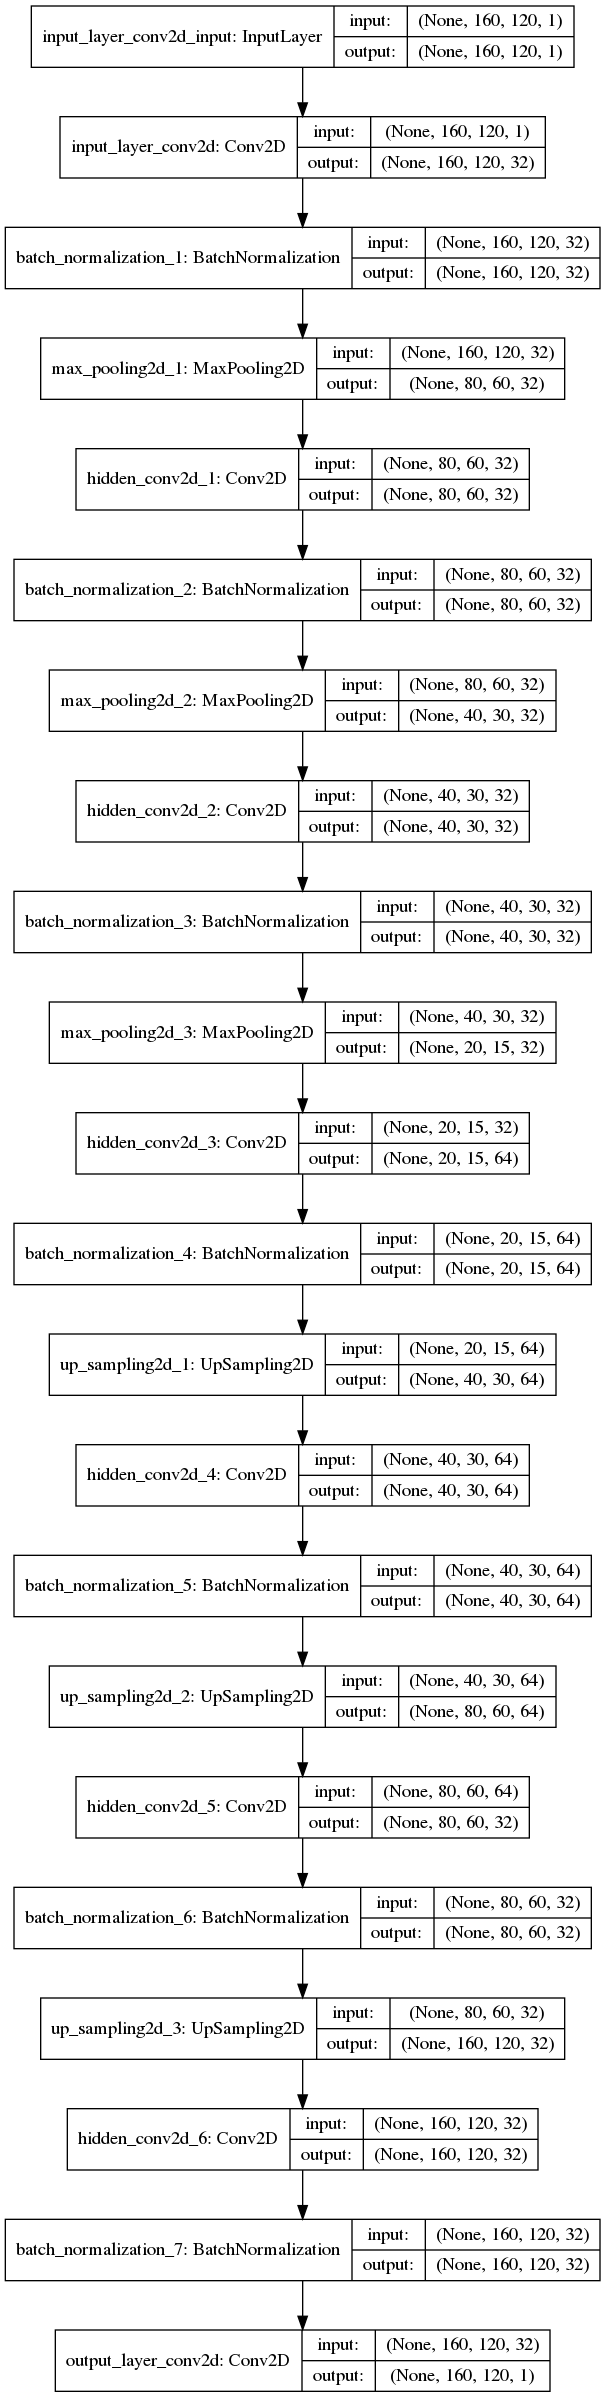 input_layer_conv2d_input: InputLayer input: (None, 160, 120, 1)
output: (None, 160, 120, 1)
input_layer_conv2d: Conv2D input: (None, 160, 120, 1)
output: (None, 160, 120, 32)
batch_normalization_1: BatchNormalization input: (None, 160, 120, 32)
output: (None, 160, 120, 32)
max_pooling2d_1: MaxPooling2D input: (None, 160, 120, 32)
output: (None, 80, 60, 32)
hidden_conv2d_1: Conv2D input: (None, 80, 60, 32)
output: (None, 80, 60, 32)
batch_normalization_2: BatchNormalization input: (None, 80, 60, 32)
output: (None, 80, 60, 32)
max_pooling2d_2: MaxPooling2D input: (None, 80, 60, 32)
output: (None, 40, 30, 32)
hidden_conv2d_2: Conv2D input: (None, 40, 30, 32)
output: (None, 40, 30, 32)
batch_normalization_3: BatchNormalization input: (None, 40, 30, 32)
output: (None, 40, 30, 32)
max_pooling2d_3: MaxPooling2D input: (None, 40, 30, 32)
output: (None, 20, 15, 32)
hidden_conv2d_3: Conv2D input: (None, 20, 15, 32)
output: (None, 20, 15, 64)
batch_normalization_4: BatchNormalization input: (None, 20, 15, 64)
output: (None, 20, 15, 64)
up_sampling2d_1: UpSampling2D input: (None, 20, 15, 64)
output: (None, 40, 30, 64)
hidden_conv2d_4: Conv2D input: (None, 40, 30, 64)
output: (None, 40, 30, 64)
batch_normalization_5: BatchNormalization input: (None, 40, 30, 64)
output: (None, 40, 30, 64)
up_sampling2d_2: UpSampling2D input: (None, 40, 30, 64)
output: (None, 80, 60, 64)
hidden_conv2d_5: Conv2D input: (None, 80, 60, 64)
output: (None, 80, 60, 32)
batch_normalization_6: BatchNormalization input: (None, 80, 60, 32)
output: (None, 80, 60, 32)
up_sampling2d_3: UpSampling2D input: (None, 80, 60, 32)
output: (None, 160, 120, 32)
hidden_conv2d_6: Conv2D input: (None, 160, 120, 32)
output: (None, 160, 120, 32)
batch_normalization_7: BatchNormalization input: (None, 160, 120, 32)
output: (None, 160, 120, 32)
output_layer_conv2d: Conv2D input: (None, 160, 120, 32)
output: (None, 160, 120, 1)